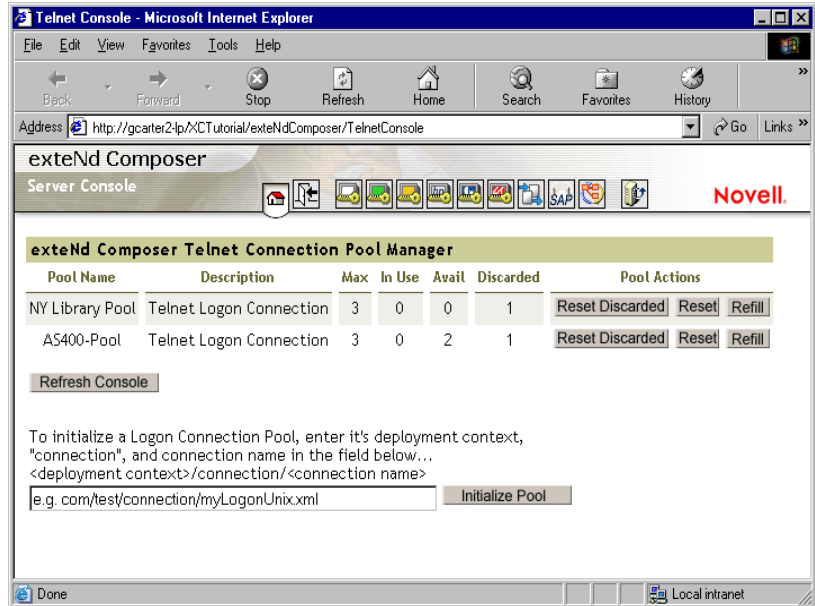 Telnet Console - Microsoft Internet Explorer
File Edit View Favorites Tools Help
Back Forward Stop Refresh Home Search Favorites History »
Address http://gcarter2-lp/XCTutorial/exteNdComposer/TelnetConsole Go Links »
exteNd Composer
Server Console
SAP
Novell.
exteNd Composer Telnet Connection Pool Manager
Pool Name Description Max In Use Avail Discarded Pool Actions
NY Library Pool Telnet Logon Connection 3 0 0 1 Reset Discarded Reset Refill
AS400-Pool Telnet Logon Connection 3 0 2 1 Reset Discarded Reset Refill
Refresh Console
To initialize a Logon Connection Pool, enter it's deployment context,
"connection", and connection name in the field below...
<deployment context>/connection/<connection name>
e.g. com/test/connection/myLogonUnix.xml Initialize Pool
Done Local intranet